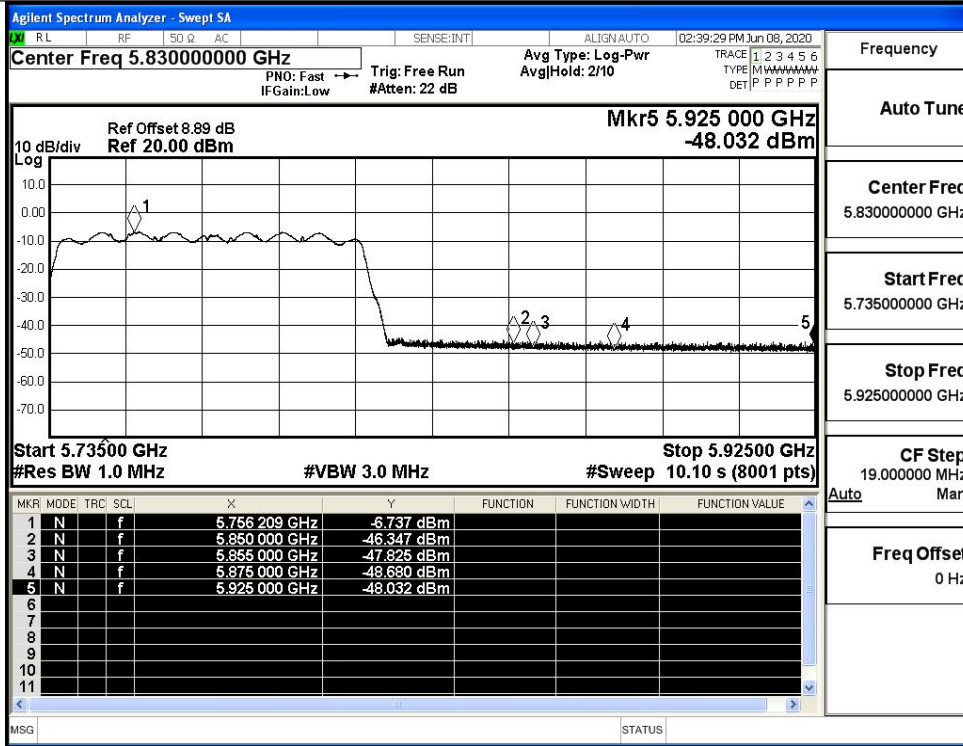 Agilent Spectrum Analyzer - Swept SA
LXI RL RF 50 Ω AC SENSE:INT ALIGNAUTO 02:39:29 PM Jun 08, 2020
Center Freq 5.830000000 GHz
PNO: Fast
IFGain:Low
Trig: Free Run
#Atten: 22 dB
Avg Type: Log-Pwr
Avg|Hold: 2/10
TRACE 1 2 3 4 5 6
TYPE M WWWWW
DET P P P P P P
Mkr5 5.925 000 GHz
-48.032 dBm
Ref Offset 8.89 dB
10 dB/div Ref 20.00 dBm
Log
10.0
0.00
-10.0
-20.0
-30.0
-40.0
-50.0
-60.0
-70.0
1
2
3
4
5
Start 5.73500 GHz Stop 5.92500 GHz
#Res BW 1.0 MHz #VBW 3.0 MHz #Sweep 10.10 s (8001 pts)
MKR MODE TRC SCL X Y FUNCTION FUNCTION WIDTH FUNCTION VALUE
1 N f 5.756 209 GHz -6.737 dBm
2 N f 5.850 000 GHz -46.347 dBm
3 N f 5.855 000 GHz -47.825 dBm
4 N f 5.875 000 GHz -48.680 dBm
5 N f 5.925 000 GHz -48.032 dBm
6
7
8
9
10
11
MSG STATUS
Frequency
Auto Tune
Center Freq
5.830000000 GHz
Start Freq
5.735000000 GHz
Stop Freq
5.925000000 GHz
CF Step
19.000000 MHz
Auto Man
Freq Offset
0 Hz